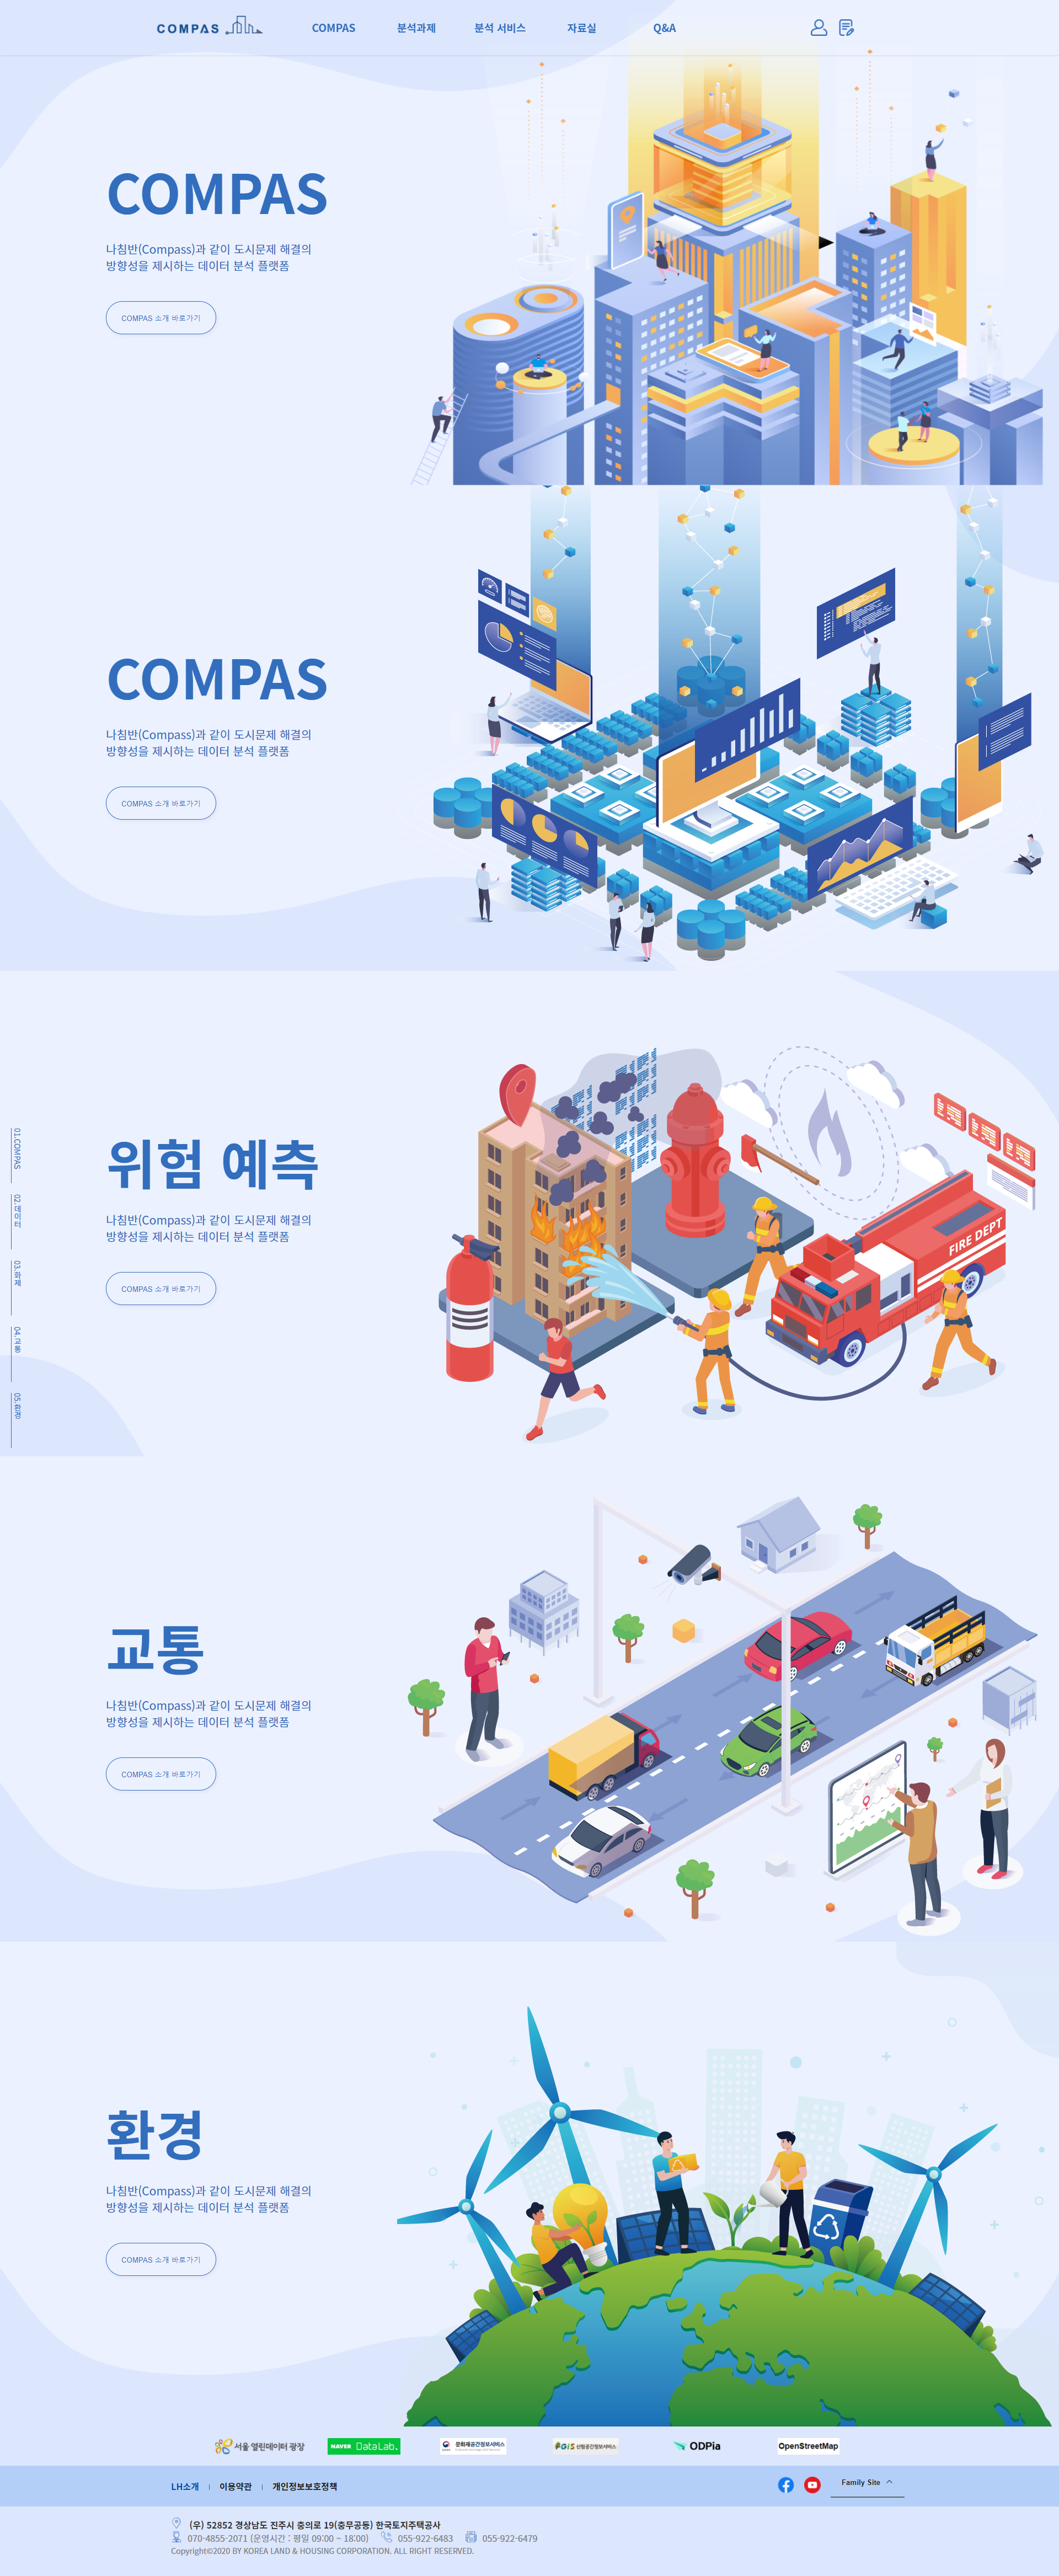 COMPAS
COMPAS 분석과제 분석 서비스 자료실 Q&A
COMPAS
나침반(Compass)과 같이 도시문제 해결의
방향성을 제시하는 데이터 분석 플랫폼
COMPAS 소개 바로가기
COMPAS
나침반(Compass)과 같이 도시문제 해결의
방향성을 제시하는 데이터 분석 플랫폼
COMPAS 소개 바로가기
01.COMPAS
02.데이터
03.화제
04.교통
05.환경
위험 예측
나침반(Compass)과 같이 도시문제 해결의
방향성을 제시하는 데이터 분석 플랫폼
COMPAS 소개 바로가기
FIRE DEPT
교통
나침반(Compass)과 같이 도시문제 해결의
방향성을 제시하는 데이터 분석 플랫폼
COMPAS 소개 바로가기
환경
나침반(Compass)과 같이 도시문제 해결의
방향성을 제시하는 데이터 분석 플랫폼
COMPAS 소개 바로가기
서울 열린데이터 광장
NAVER DataLab.
문화재공간정보서비스
FGIS 산림공간정보서비스
ODPia
OpenStreetMap
LH소개 이용약관 개인정보보호정책
Family Site
(우) 52852 경상남도 진주시 충의로 19(충무공동) 한국토지주택공사
070-4855-2071 (운영시간 : 평일 09:00 ~ 18:00) 055-922-6483 055-922-6479
Copyright©2020 BY KOREA LAND & HOUSING CORPORATION. ALL RIGHT RESERVED.